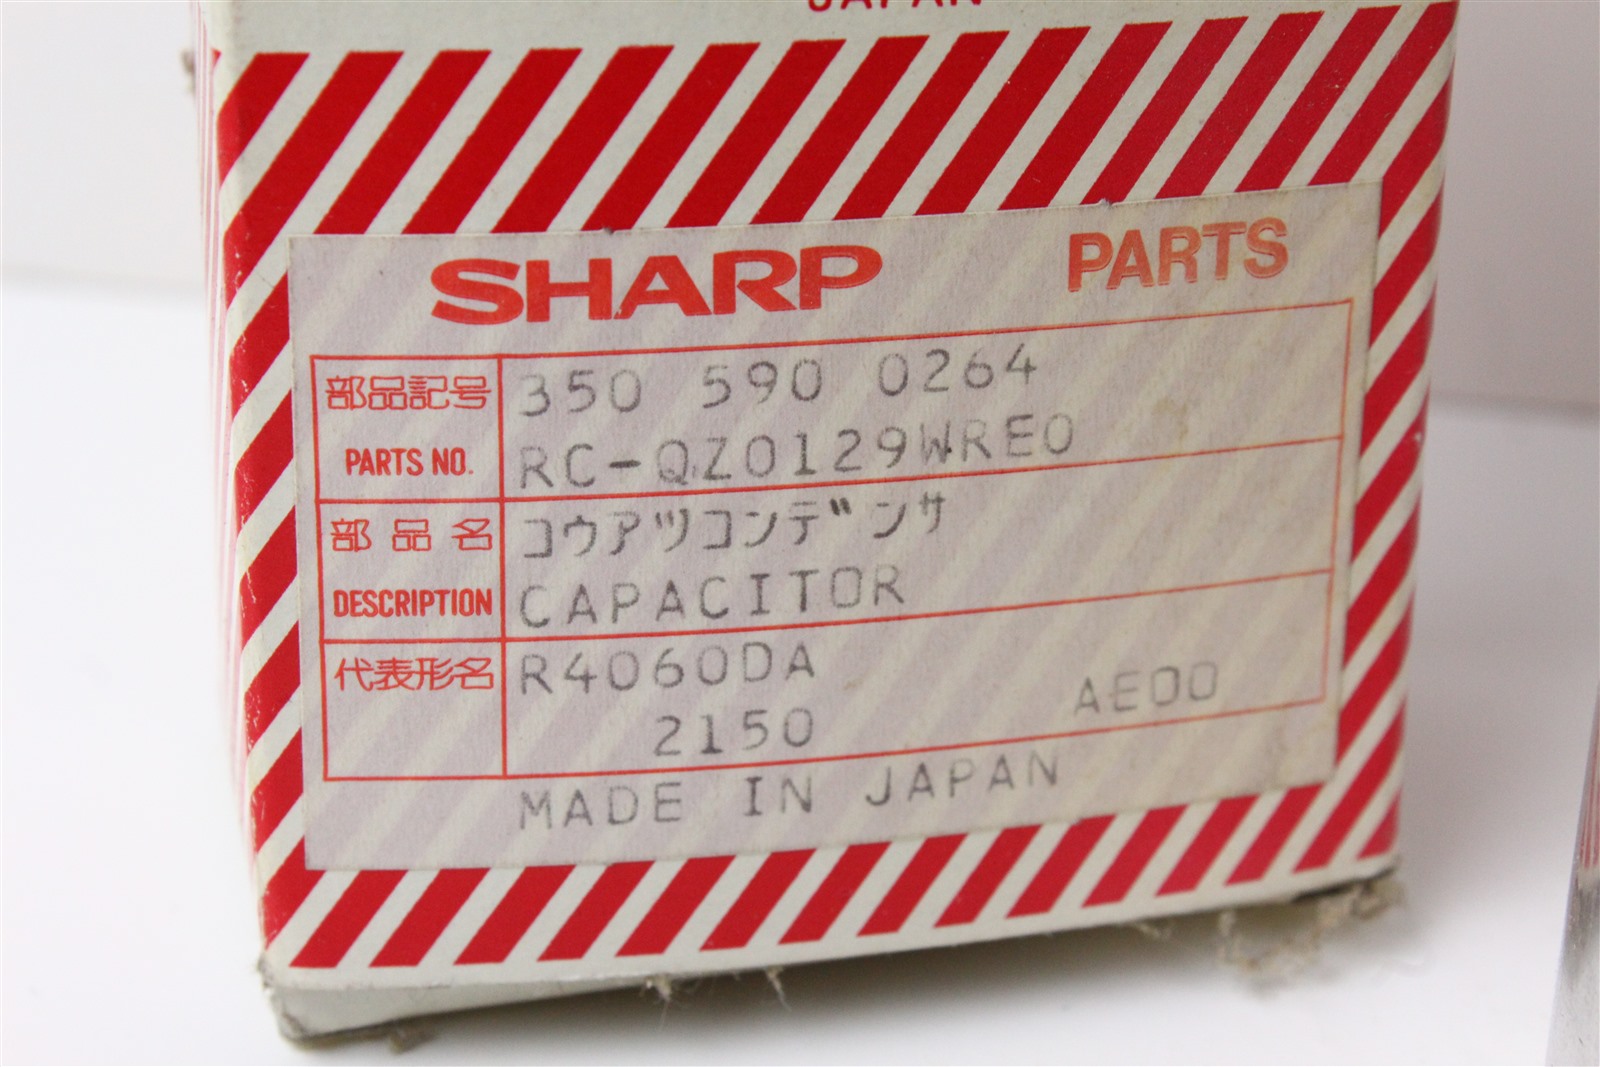 JAPAN
SHARP PARTS
部品記号 350 590 0264
PARTS NO. RC-QZ0129WRE0
部品名 コウアツコンデンサ
DESCRIPTION CAPACITOR
代表形名 R4060DA
2150 AE00
MADE IN JAPAN